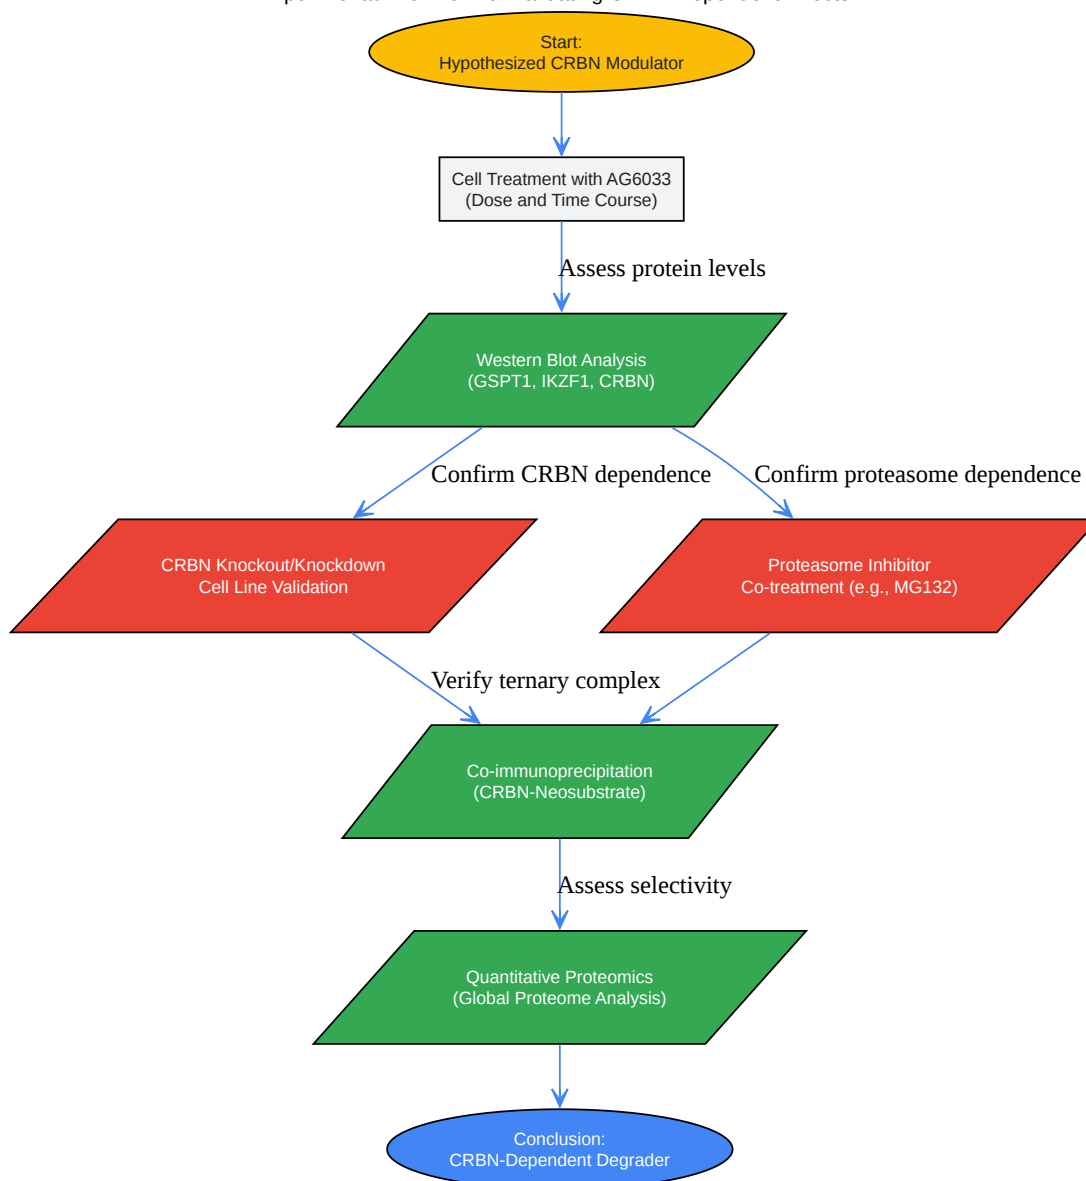 Start:
Hypothesized CRBN Modulator
Cell Treatment with AG6033
(Dose and Time Course)
Assess protein levels
Western Blot Analysis
(GSPT1, IKZF1, CRBN)
Confirm CRBN dependence
Confirm proteasome dependence
CRBN Knockout/Knockdown
Cell Line Validation
Proteasome Inhibitor
Co-treatment (e.g., MG132)
Verify ternary complex
Co-immunoprecipitation
(CRBN-Neosubstrate)
Assess selectivity
Quantitative Proteomics
(Global Proteome Analysis)
Conclusion:
CRBN-Dependent Degrader